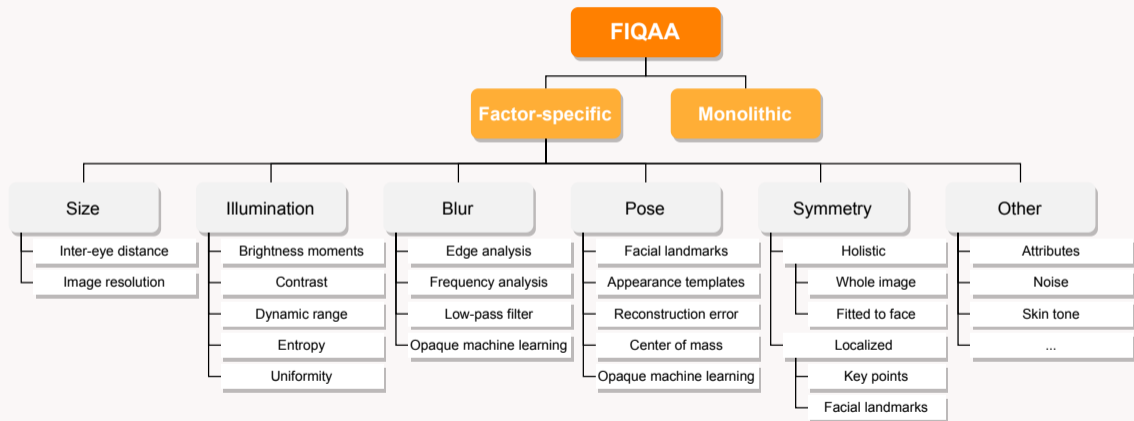 FIQAA
Factor-specific
Monolithic
Size
Inter-eye distance
Image resolution
Illumination
Brightness moments
Contrast
Dynamic range
Entropy
Uniformity
Blur
Edge analysis
Frequency analysis
Low-pass filter
Opaque machine learning
Pose
Facial landmarks
Appearance templates
Reconstruction error
Center of mass
Opaque machine learning
Symmetry
Holistic
Whole image
Fitted to face
Localized
Key points
Facial landmarks
Other
Attributes
Noise
Skin tone
...